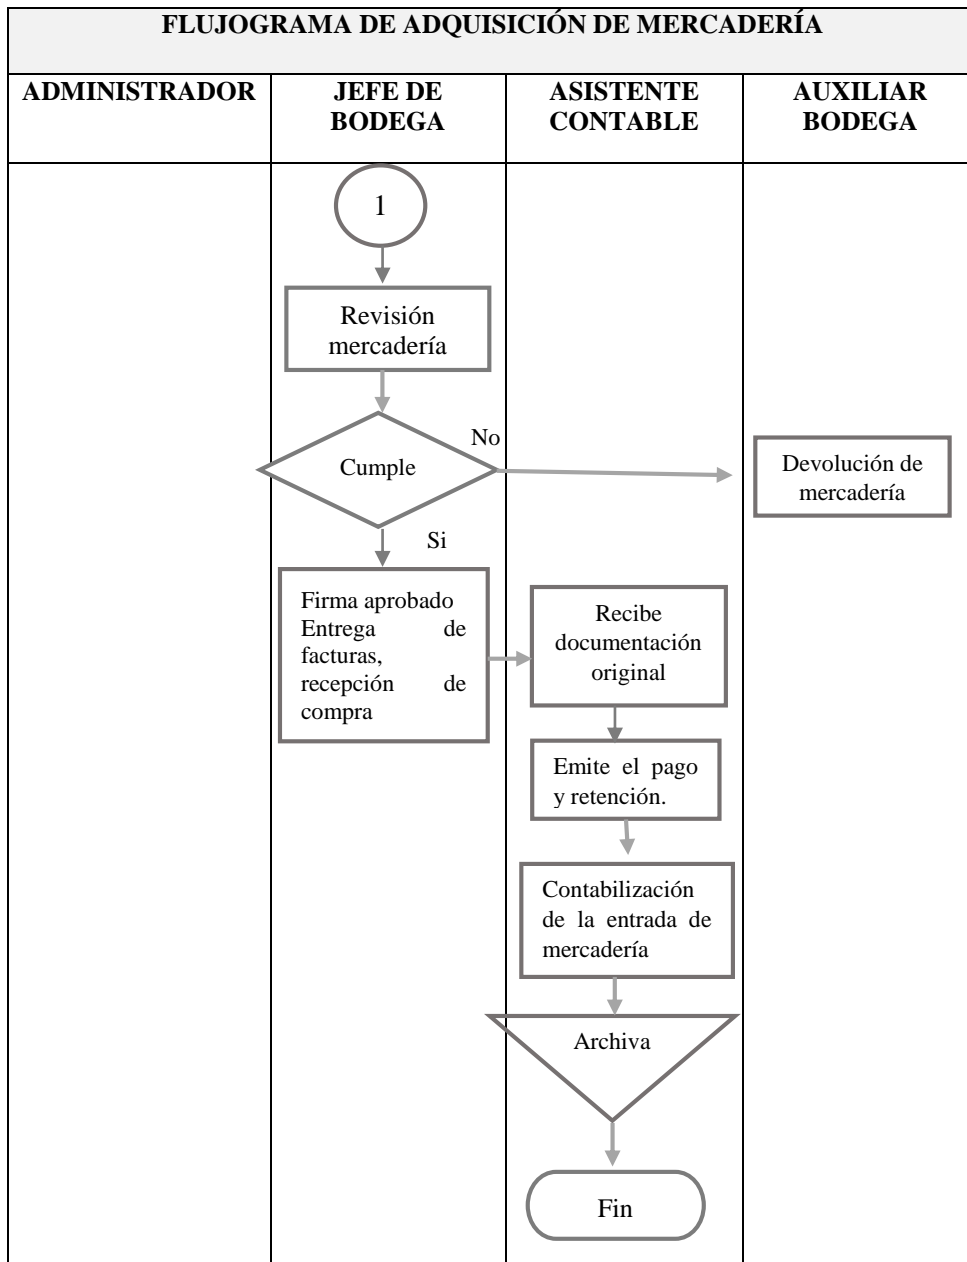 FLUJOGRAMA DE ADQUISICIÓN DE MERCADERÍA
ADMINISTRADOR
JEFE DE
BODEGA
ASISTENTE
CONTABLE
AUXILIAR
BODEGA
1
Revisión
mercadería
No
Cumple
Devolución de
mercadería
Si
Firma aprobado
Entrega de
facturas,
recepción de
compra
Recibe
documentación
original
Emite el pago
y retención.
Contabilización
de la entrada de
mercadería
Archiva
Fin